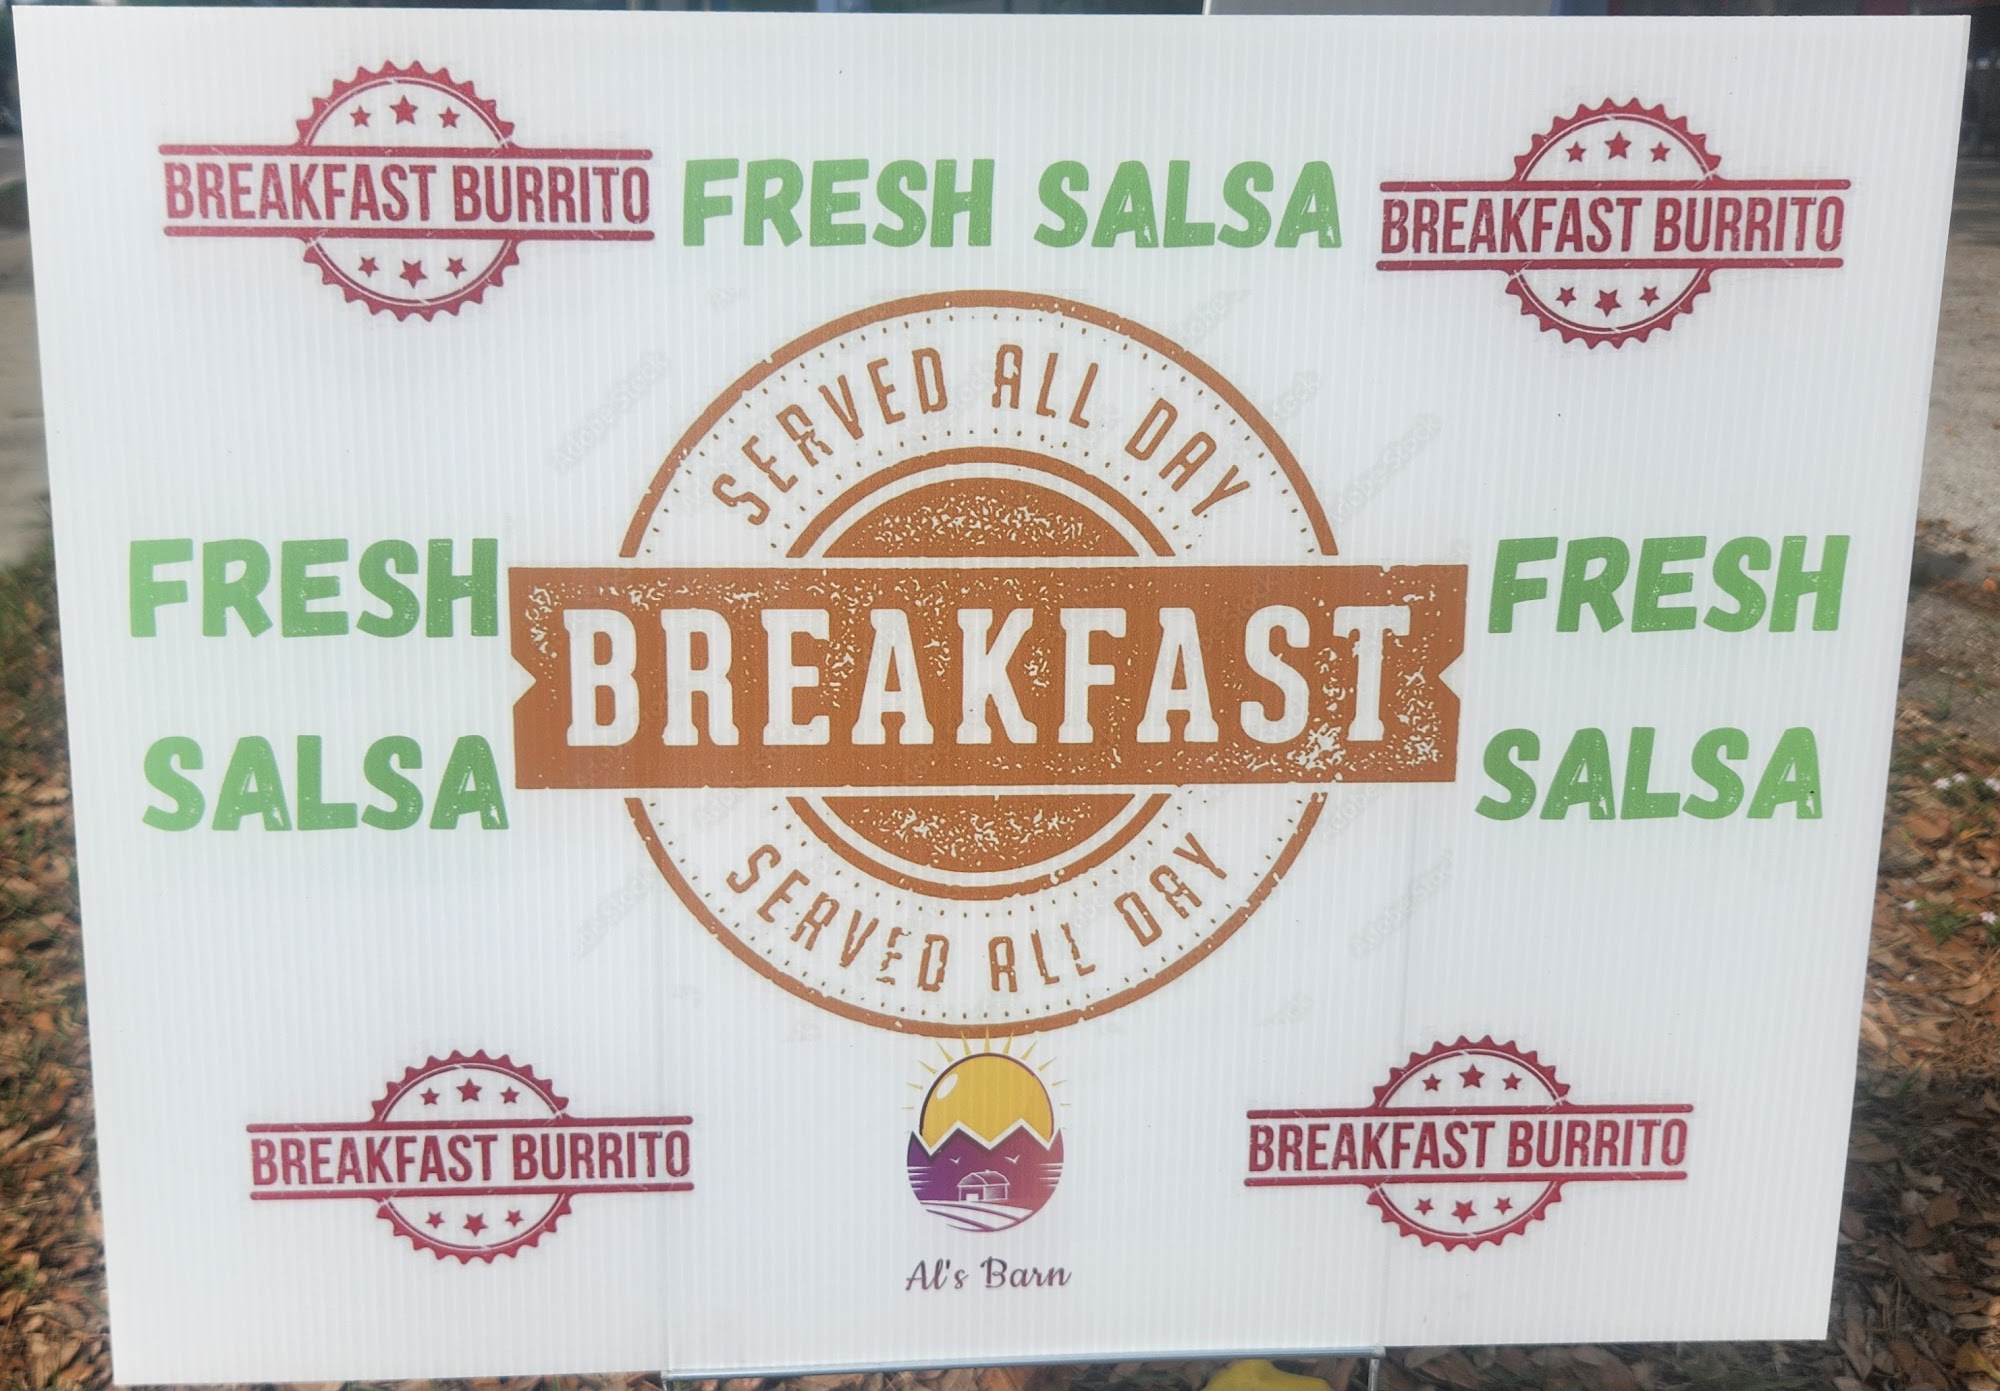 BREAKFAST BURRITO
FRESH SALSA
BREAKFAST BURRITO
SERVED ALL DAY
FRESH
SALSA
BREAKFAST
FRESH
SALSA
SERVED ALL DAY
BREAKFAST BURRITO
Al's Barn
BREAKFAST BURRITO